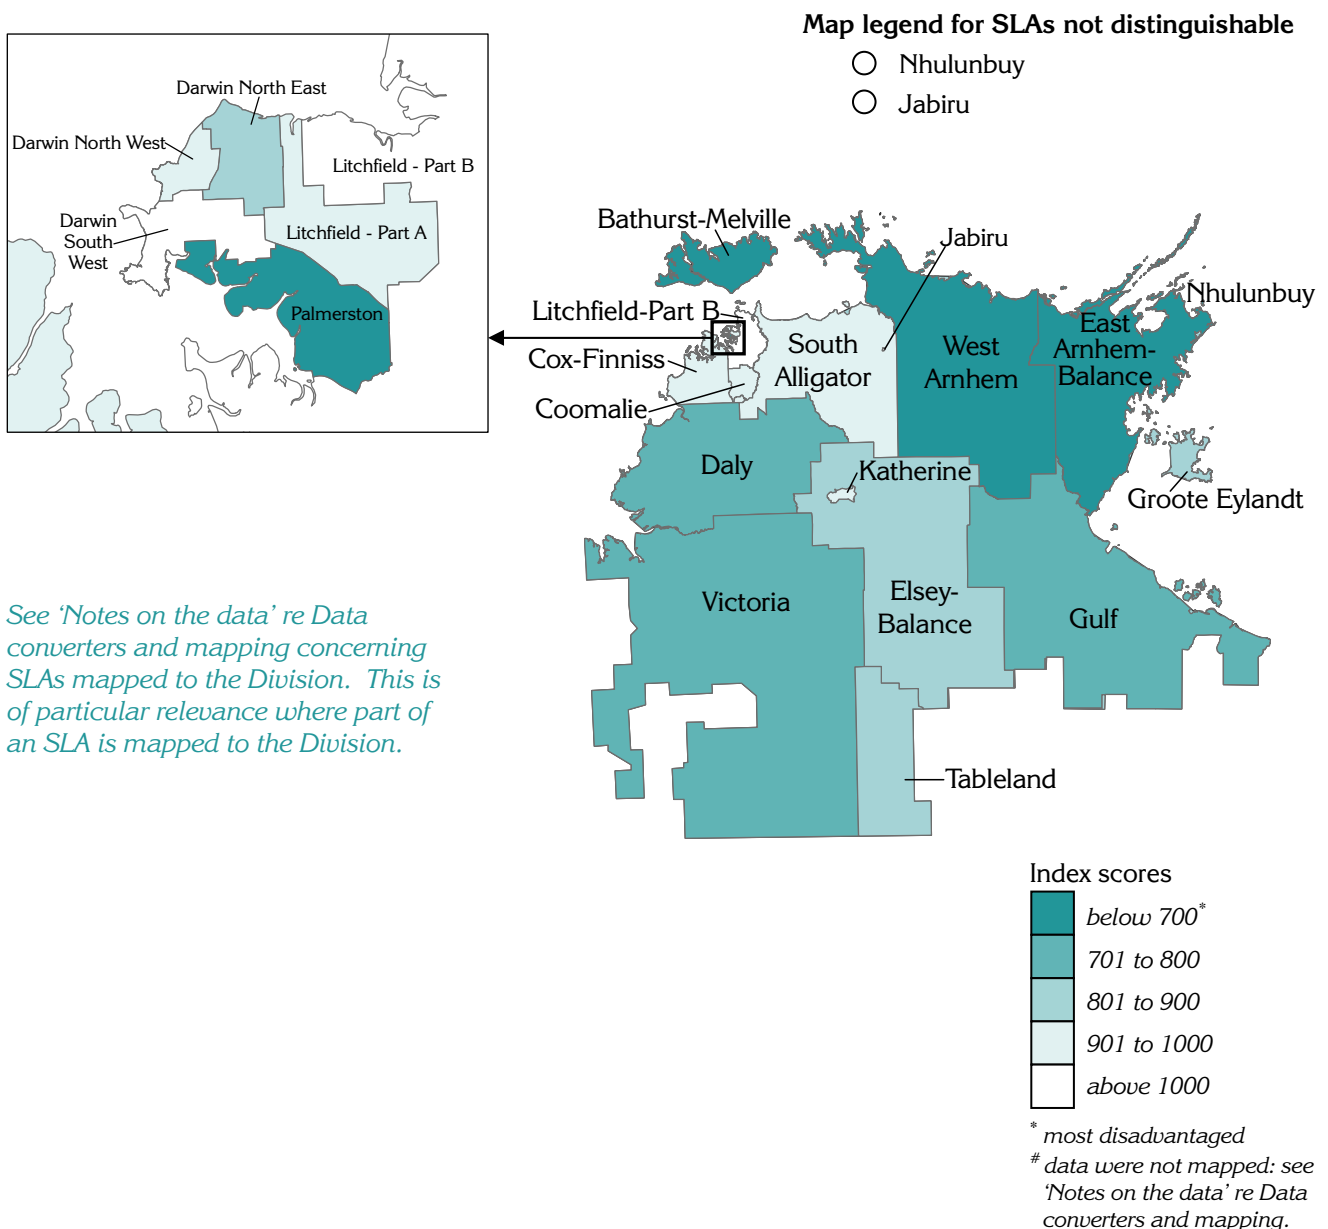 Map legend for SLAs not distinguishable
Nhulunbuy
Jabiru
Darwin North East
Darwin North West
Litchfield - Part B
Darwin
South
West
Litchfield - Part A
Palmerston
Bathurst-Melville
Jabiru
Nhulunbuy
Litchfield-Part B
East
Arnhem-
Balance
South
Alligator
West
Arnhem
Cox-Finniss
Coomalie
Daly
Katherine
Groote Eylandt
Victoria
Elsey-
Balance
Gulf
Tableland
See ‘Notes on the data’ re Data
converters and mapping concerning
SLAs mapped to the Division.  This is
of particular relevance where part of
an SLA is mapped to the Division.
Index scores
below 700*
701 to 800
801 to 900
901 to 1000
above 1000
* most disadvantaged
# data were not mapped: see
‘Notes on the data’ re Data
converters and mapping.